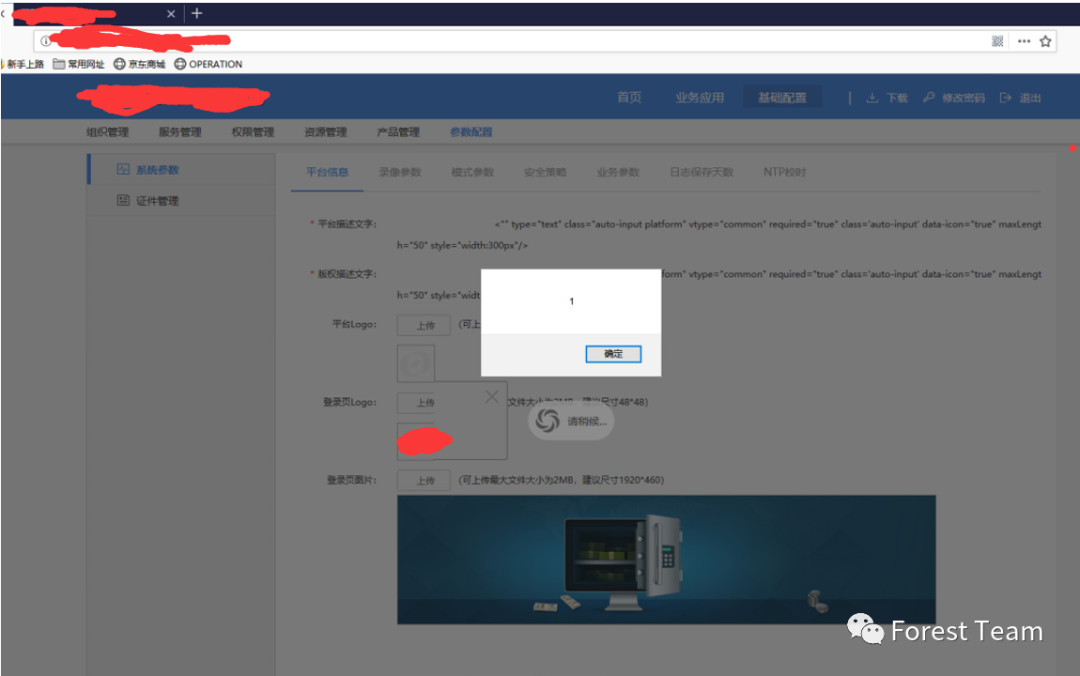 新手上路 常用网址 京东商城 OPERATION
首页 业务应用 基础配置 | 下载 修改密码 退出
组织管理 服务管理 权限管理 资源管理 产品管理 参数配置
系统参数
证件管理
平台信息 录像参数 模式参数 安全策略 业务参数 日志保存天数 NTP校时
* 平台描述文字: <"" type="text" class="auto-input platform" vtype="common" required="true" class='auto-input' data-icon="true" maxLengt
h="50" style="width:300px"/>
* 版权描述文字: form" vtype="common" required="true" class='auto-input' data-icon="true" maxLengt
h="50" style="widt
1
确定
平台Logo: 上传 (可上
登录页Logo: 上传 文件大小为2MB，建议尺寸48*48)
请稍候...
登录页图片: 上传 (可上传最大文件大小为2MB，建议尺寸1920*460)
Forest Team